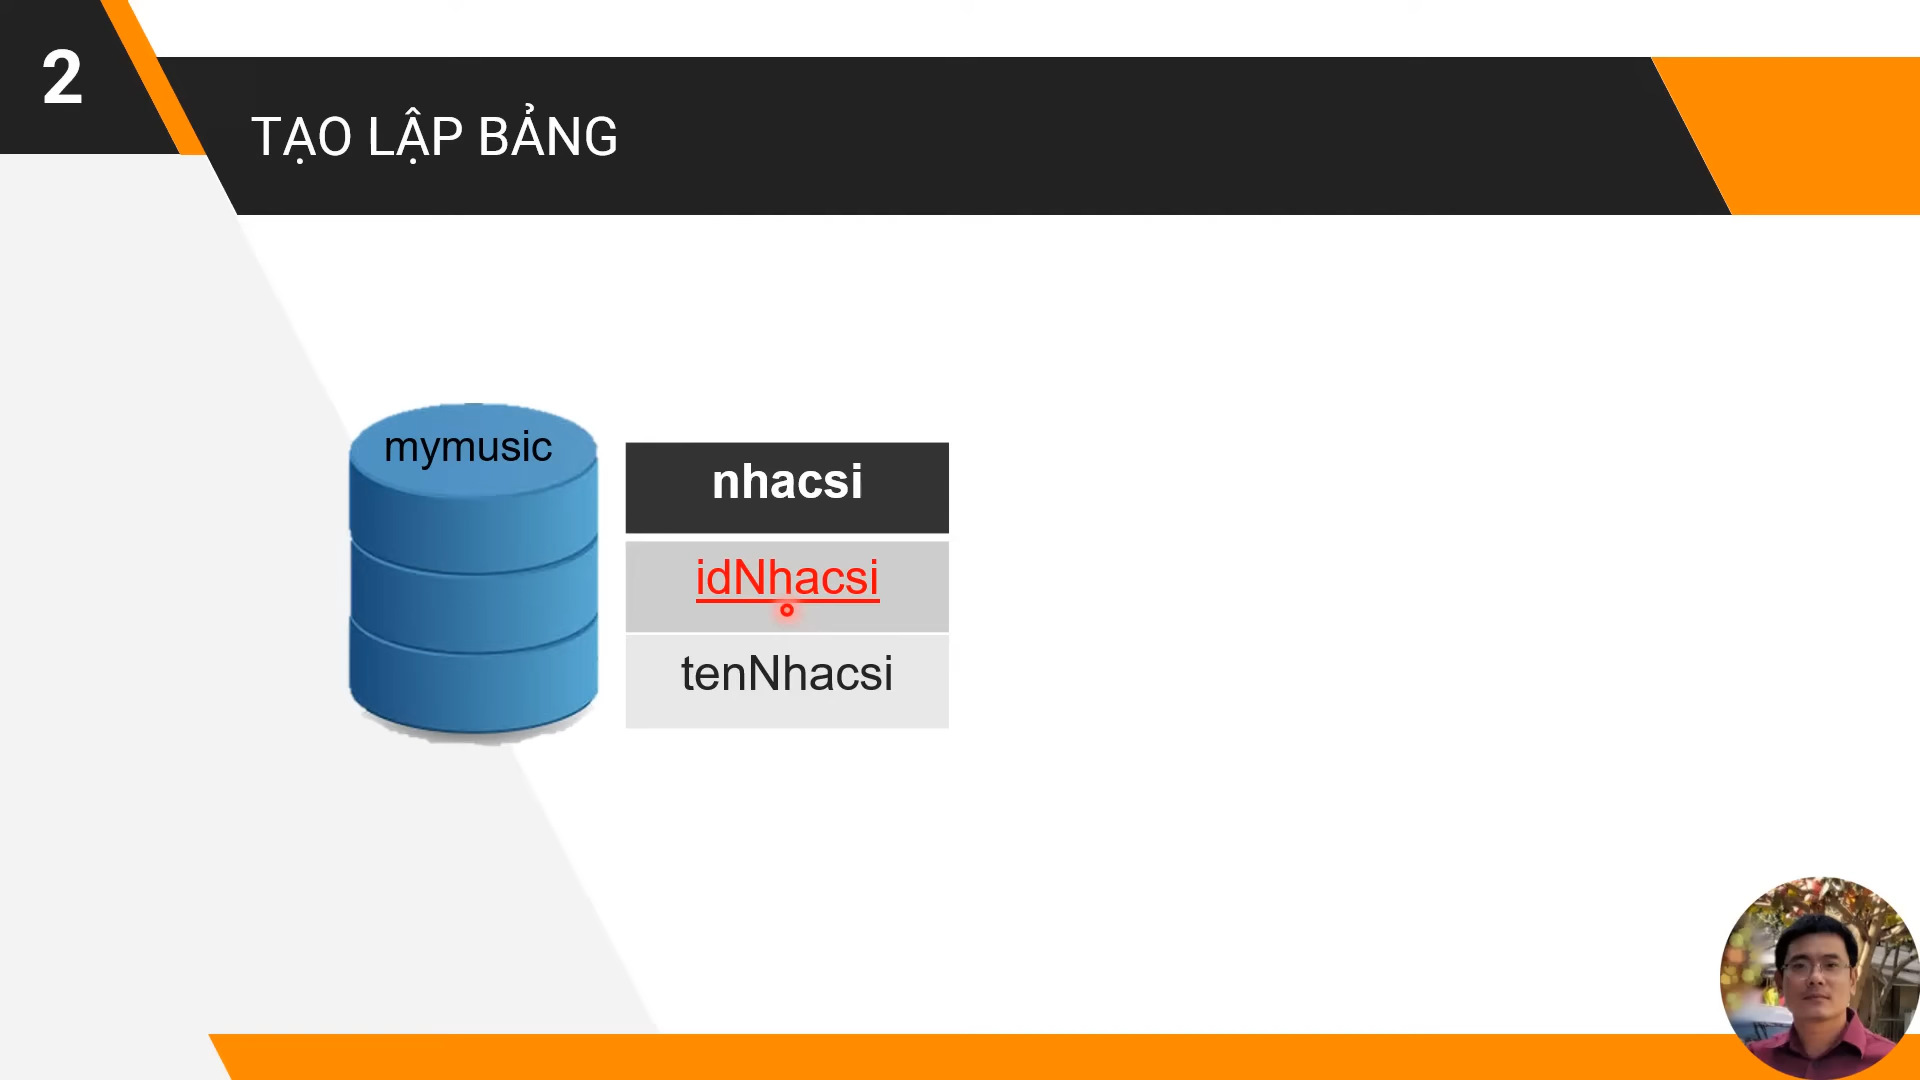 2
TẠO LẬP BẢNG
mymusic
nhacsi
idNhacsi
tenNhacsi